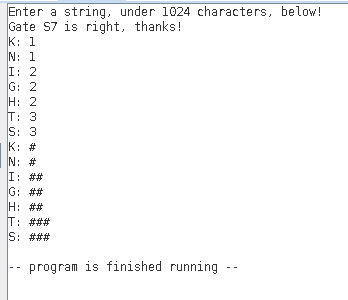 Enter a string, under 1024 characters, below!
Gate S7 is right, thanks!
K: 1
N: 1
I: 2
G: 2
H: 2
T: 3
S: 3
K: #
N: #
I: ##
G: ##
H: ##
T: ###
S: ###
-- program is finished running --